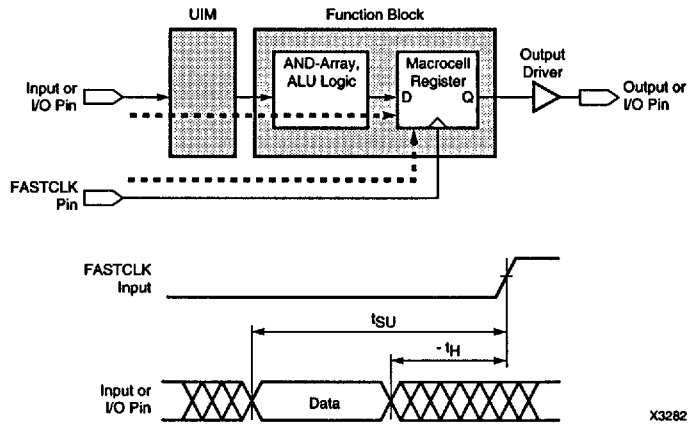 UIM
Function Block
AND-Array,
ALU Logic
Macrocell
Register
D
Q
Output
Driver
Input or
I/O Pin
Output or
I/O Pin
FASTCLK
Pin
FASTCLK
Input
tSU
- tH
Input or
I/O Pin
Data
X3282